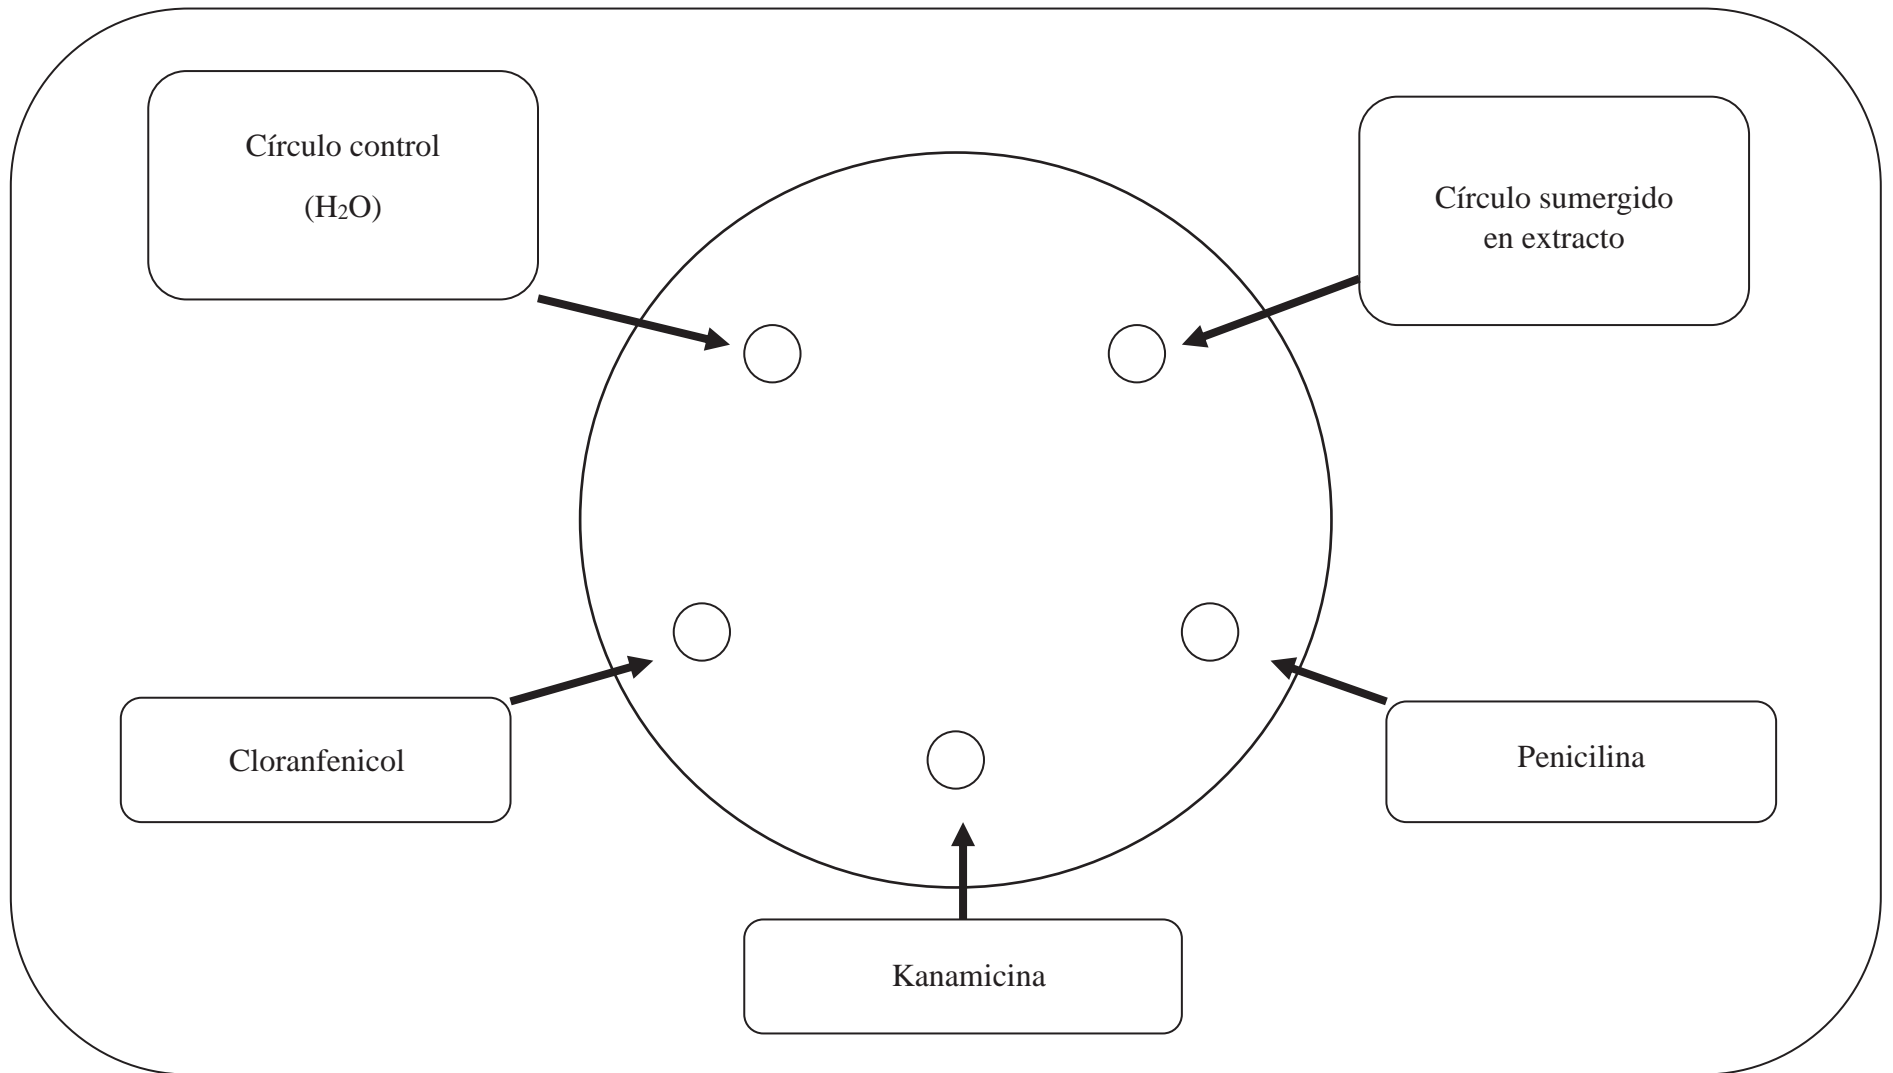 Círculo control
(H₂O)
Círculo sumergido
en extracto
Cloranfenicol
Penicilina
Kanamicina